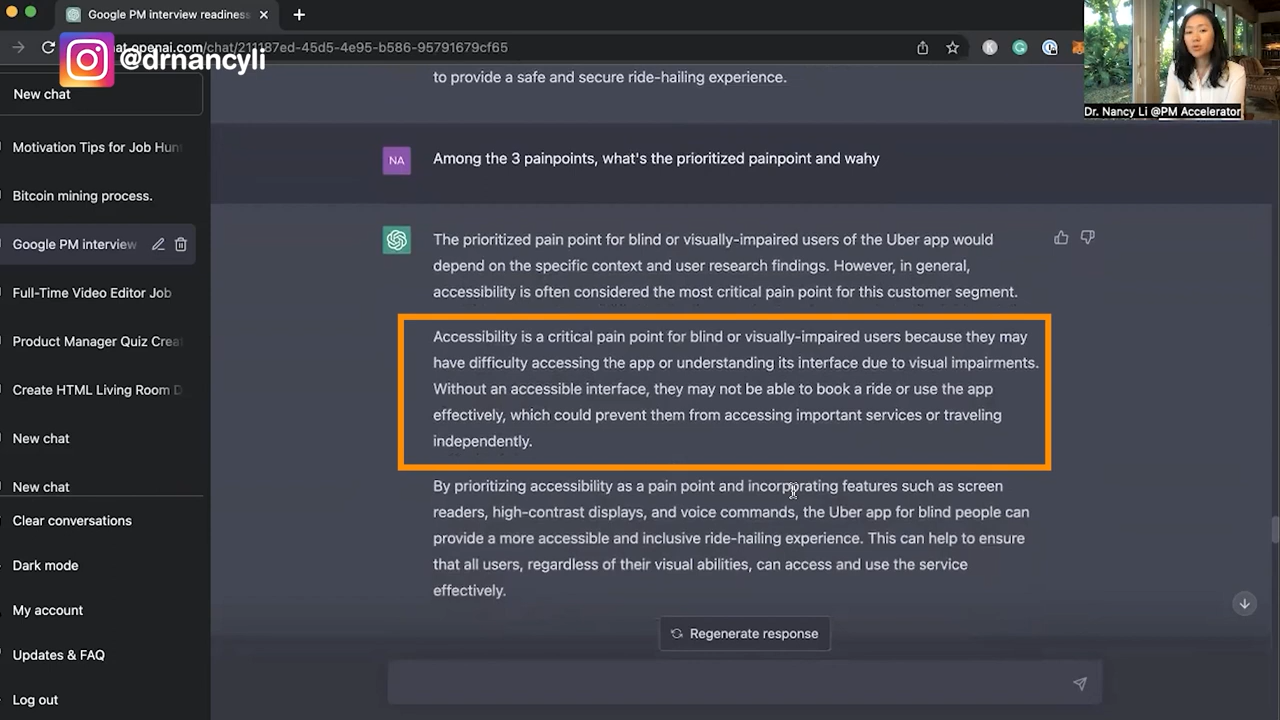 Google PM interview readiness
chat.openai.com/chat/211187ed-45d5-4e95-b586-95791679cf65
@drnancyli
Dr. Nancy Li @PM Accelerator
New chat
Motivation Tips for Job Hun
Bitcoin mining process.
Google PM interview
Full-Time Video Editor Job
Product Manager Quiz Crea
Create HTML Living Room D
New chat
New chat
Clear conversations
Dark mode
My account
Updates & FAQ
Log out
to provide a safe and secure ride-hailing experience.
NA
Among the 3 painpoints, what's the prioritized painpoint and wahy
The prioritized pain point for blind or visually-impaired users of the Uber app would
depend on the specific context and user research findings. However, in general,
accessibility is often considered the most critical pain point for this customer segment.
Accessibility is a critical pain point for blind or visually-impaired users because they may
have difficulty accessing the app or understanding its interface due to visual impairments.
Without an accessible interface, they may not be able to book a ride or use the app
effectively, which could prevent them from accessing important services or traveling
independently.
By prioritizing accessibility as a pain point and incorporating features such as screen
readers, high-contrast displays, and voice commands, the Uber app for blind people can
provide a more accessible and inclusive ride-hailing experience. This can help to ensure
that all users, regardless of their visual abilities, can access and use the service
effectively.
Regenerate response